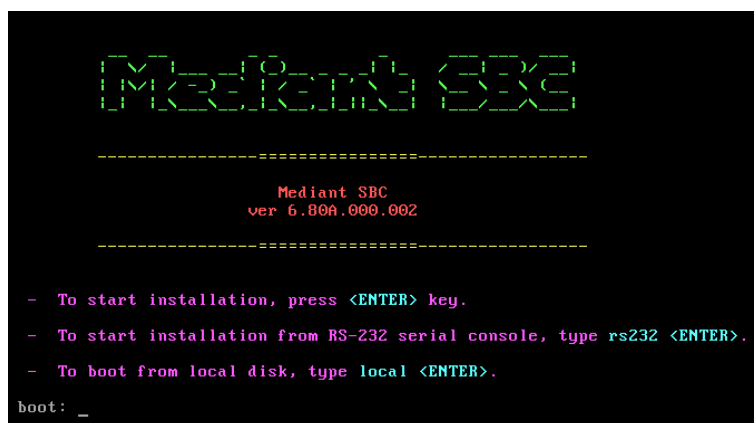 Mediant SBC
----------------================-----------------
Mediant SBC
ver 6.80A.000.002
----------------================-----------------
- To start installation, press <ENTER> key.
- To start installation from RS-232 serial console, type rs232 <ENTER>.
- To boot from local disk, type local <ENTER>.
boot: _